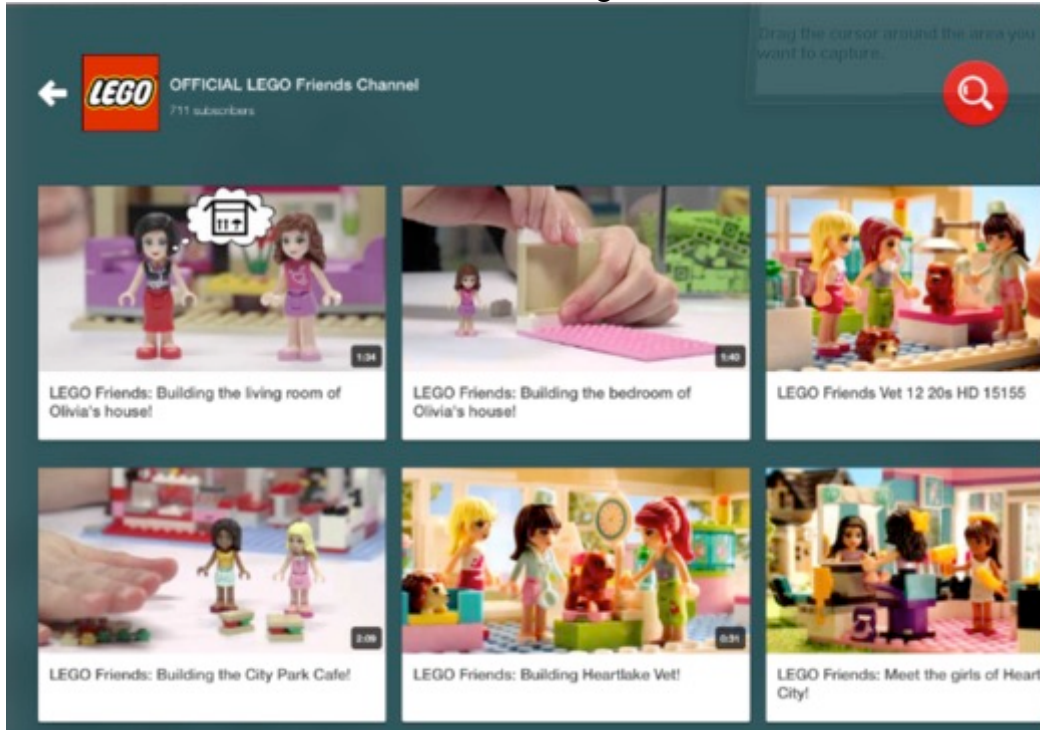 Drag the cursor around the area you
want to capture.
LEGO
OFFICIAL LEGO Friends Channel
711 subscribers
1:34
1:40
LEGO Friends: Building the living room of
Olivia's house!
LEGO Friends: Building the bedroom of
Olivia's house!
LEGO Friends Vet 12 20s HD 15155
2:09
0:31
LEGO Friends: Building the City Park Cafe!
LEGO Friends: Building Heartlake Vet!
LEGO Friends: Meet the girls of Heart
City!